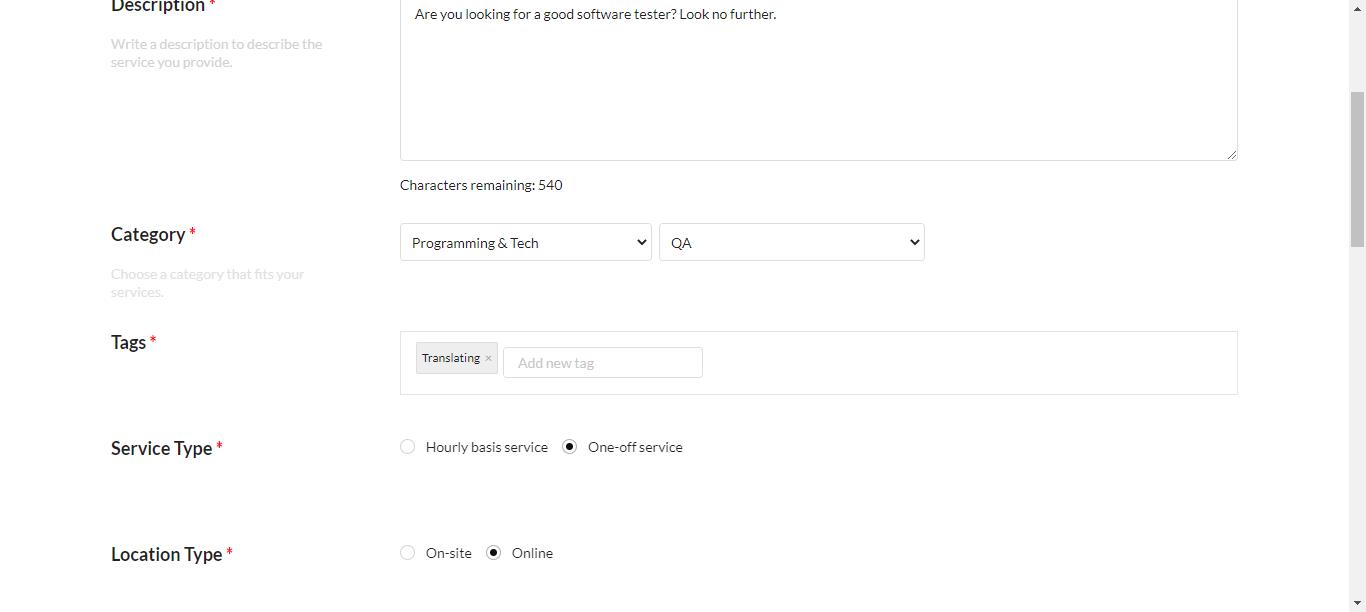 Description *
Are you looking for a good software tester? Look no further.
Write a description to describe the
service you provide.
Characters remaining: 540
Category *
Programming & Tech
QA
Choose a category that fits your
services.
Tags *
Translating ×
Add new tag
Service Type *
Hourly basis service
One-off service
Location Type *
On-site
Online